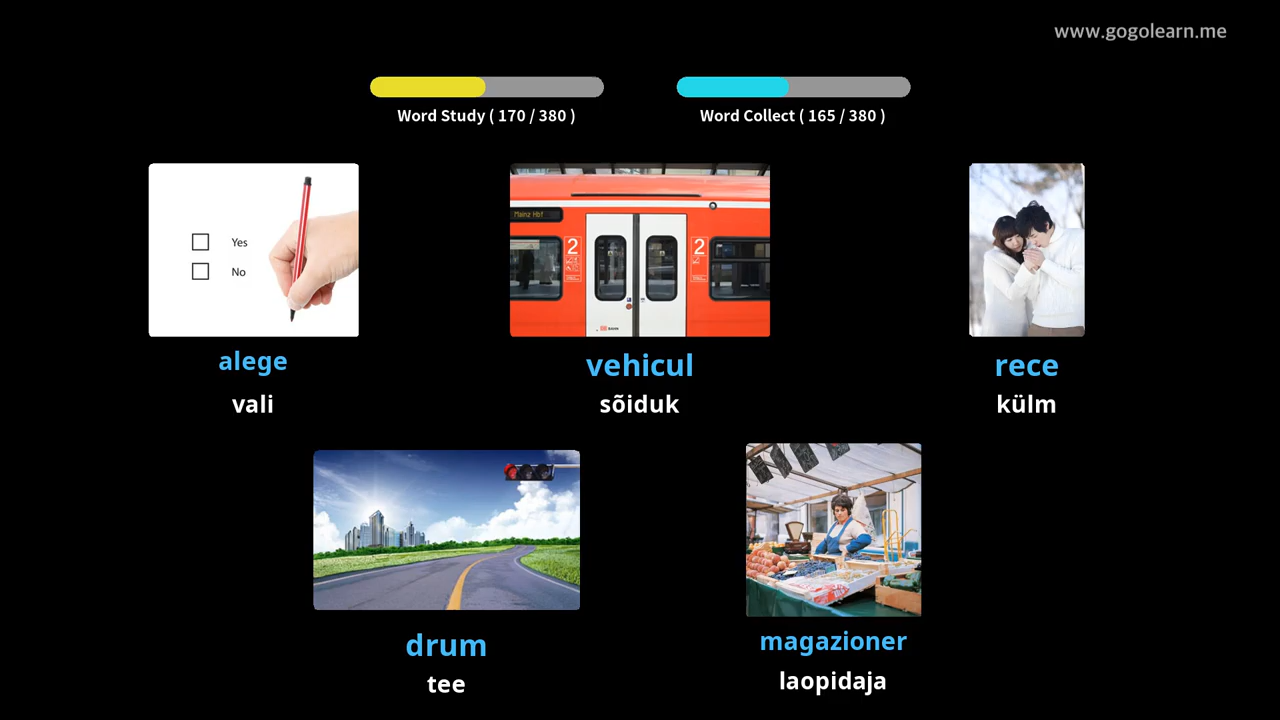 www.gogolearn.me
Word Study ( 170 / 380 )
Word Collect ( 165 / 380 )
Yes
No
Mainz Hbf
2
2
alege
vehicul
rece
vali
sõiduk
külm
drum
magazioner
tee
laopidaja